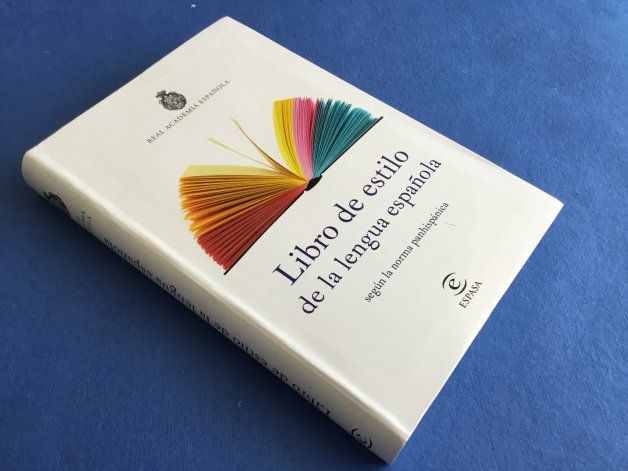 REAL ACADEMIA ESPAÑOLA
Libro de estilo
de la lengua española
según la norma panhispánica
e
ESPASA
Libro de estilo de la lengua española
e